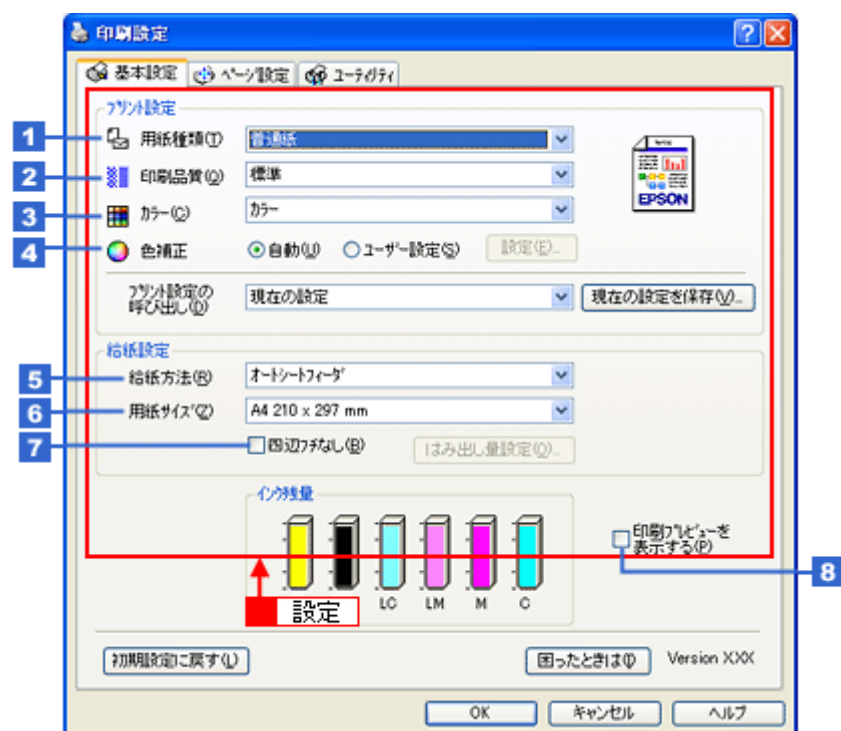 印刷設定
基本設定 ページ設定 ユーティリティ
プリント設定
1 用紙種類(T) 普通紙
2 印刷品質(Q) 標準
3 カラー(C) カラー
4 色補正 自動(U) ユーザー設定(S) 設定(E)...
EPSON
プリント設定の
呼び出し(D) 現在の設定 現在の設定を保存(V)...
給紙設定
5 給紙方法(R) オートシートフィーダ
6 用紙サイズ(Z) A4 210 x 297 mm
7 四辺フチなし(B) はみ出し量設定(O)...
インク残量
印刷プレビューを
表示する(P)
8
LC LM M C
設定
初期設定に戻す(L) 困ったときは(I) Version X.XX
OK キャンセル ヘルプ